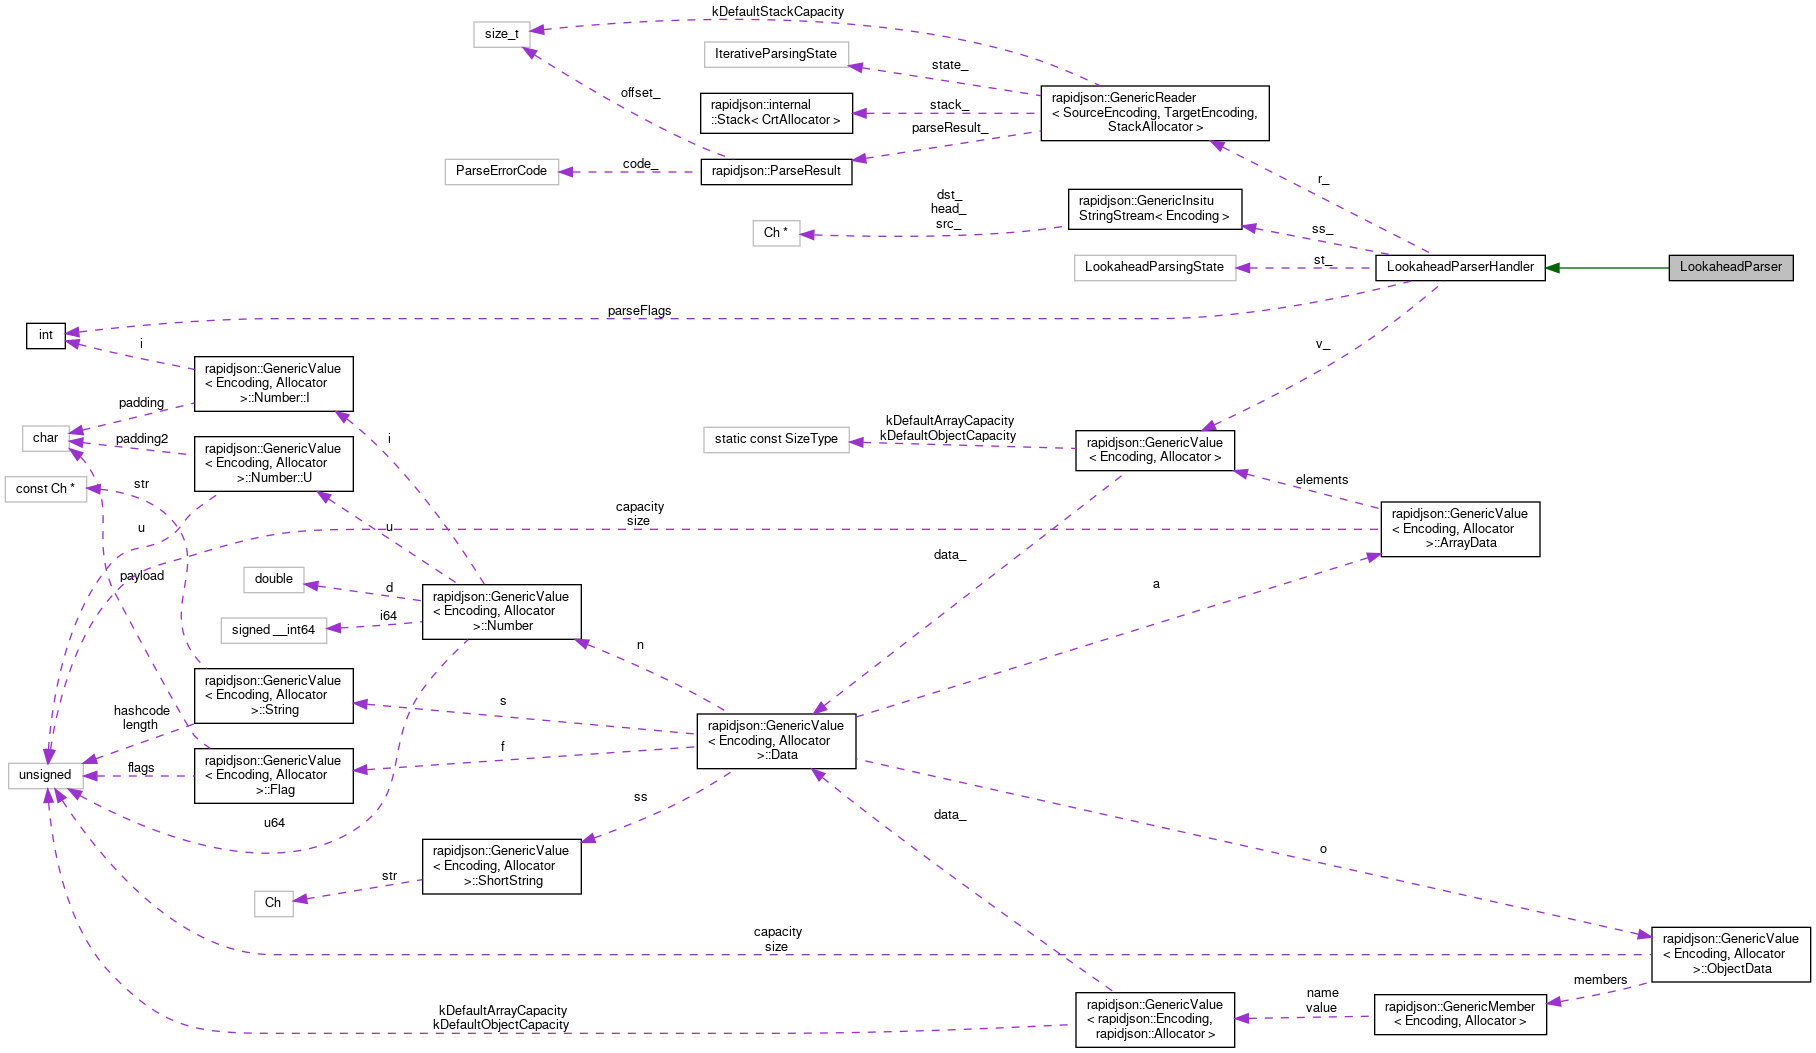 kDefaultStackCapacity
size_t
IterativeParsingState
state_
rapidjson::GenericReader
< SourceEncoding, TargetEncoding,
StackAllocator >
offset_
rapidjson::internal
::Stack< CrtAllocator >
stack_
parseResult_
ParseErrorCode
code_
rapidjson::ParseResult
r_
dst_
head_
src_
Ch *
rapidjson::GenericInsitu
StringStream< Encoding >
ss_
LookaheadParsingState
st_
LookaheadParserHandler
LookaheadParser
parseFlags
int
i
v_
rapidjson::GenericValue
< Encoding, Allocator
>::Number::I
padding
char
padding2
rapidjson::GenericValue
< Encoding, Allocator
>::Number::U
i
static const SizeType
kDefaultArrayCapacity
kDefaultObjectCapacity
rapidjson::GenericValue
< Encoding, Allocator >
const Ch *
str
elements
u
u
capacity
size
rapidjson::GenericValue
< Encoding, Allocator
>::ArrayData
payload
double
d
data_
a
signed __int64
i64
rapidjson::GenericValue
< Encoding, Allocator
>::Number
n
rapidjson::GenericValue
< Encoding, Allocator
>::String
s
hashcode
length
rapidjson::GenericValue
< Encoding, Allocator
>::Data
f
unsigned
flags
rapidjson::GenericValue
< Encoding, Allocator
>::Flag
ss
u64
data_
o
rapidjson::GenericValue
< Encoding, Allocator
>::ShortString
str
Ch
capacity
size
rapidjson::GenericValue
< Encoding, Allocator
>::ObjectData
members
kDefaultArrayCapacity
kDefaultObjectCapacity
rapidjson::GenericValue
< rapidjson::Encoding,
rapidjson::Allocator >
name
value
rapidjson::GenericMember
< Encoding, Allocator >